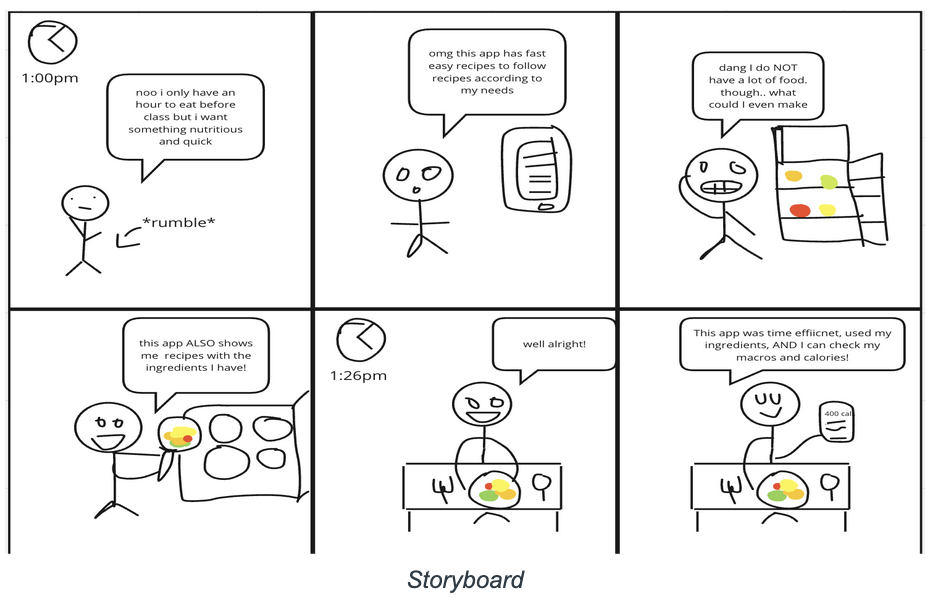 1:00pm
noo i only have an
hour to eat before
class but i want
something nutritious
and quick
*rumble*
omg this app has fast
easy recipes to follow
recipes according to
my needs
dang I do NOT
have a lot of food.
though.. what
could I even make
this app ALSO shows
me recipes with the
ingredients I have!
1:26pm
well alright!
This app was time effiicnet, used my
ingredients, AND I can check my
macros and calories!
400 cal
Storyboard